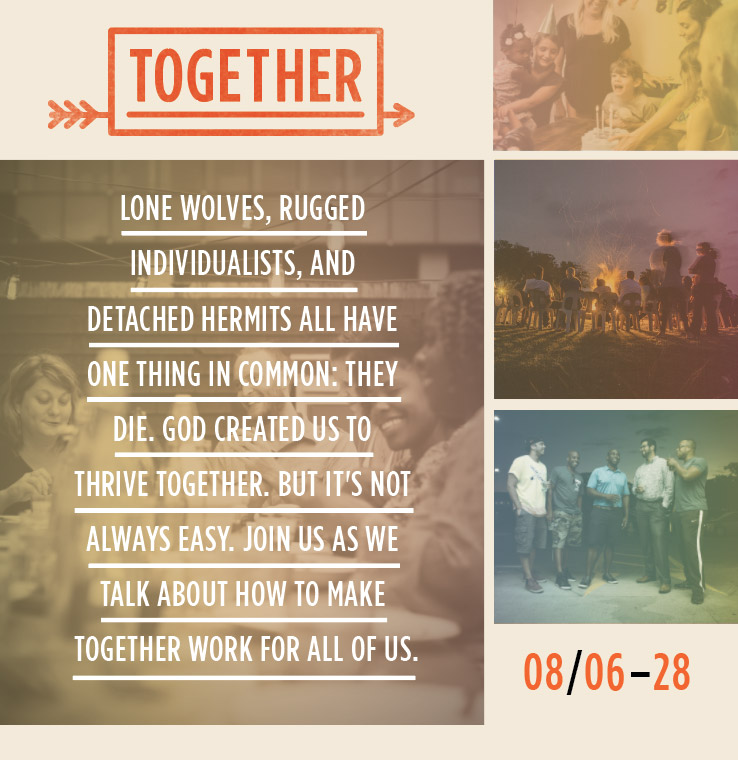 TOGETHER
LONE WOLVES, RUGGED
INDIVIDUALISTS, AND
DETACHED HERMITS ALL HAVE
ONE THING IN COMMON: THEY
DIE. GOD CREATED US TO
THRIVE TOGETHER. BUT IT'S NOT
ALWAYS EASY. JOIN US AS WE
TALK ABOUT HOW TO MAKE
TOGETHER WORK FOR ALL OF US.
08/06–28